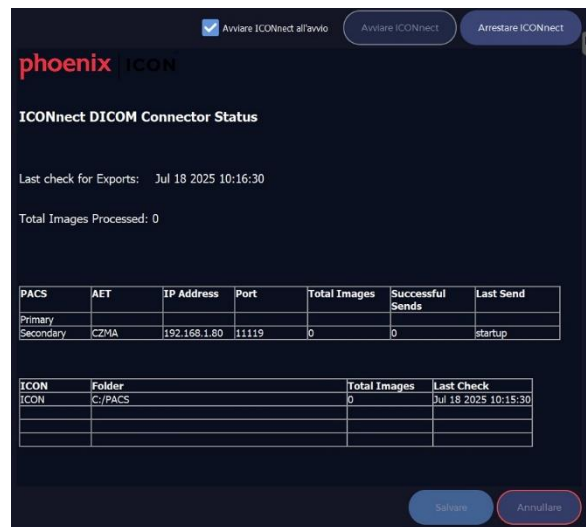 Avviare ICONnect all'avvio Avviare ICONnect Arrestare ICONnect
phoenix ICON
ICONnect DICOM Connector Status
Last check for Exports: Jul 18 2025 10:16:30
Total Images Processed: 0
PACS AET IP Address Port Total Images Successful Sends Last Send
Primary
Secondary CZMA 192.168.1.80 11119 0 0 startup
ICON Folder Total Images Last Check
ICON C:/PACS 0 Jul 18 2025 10:15:30
Salvare Annullare